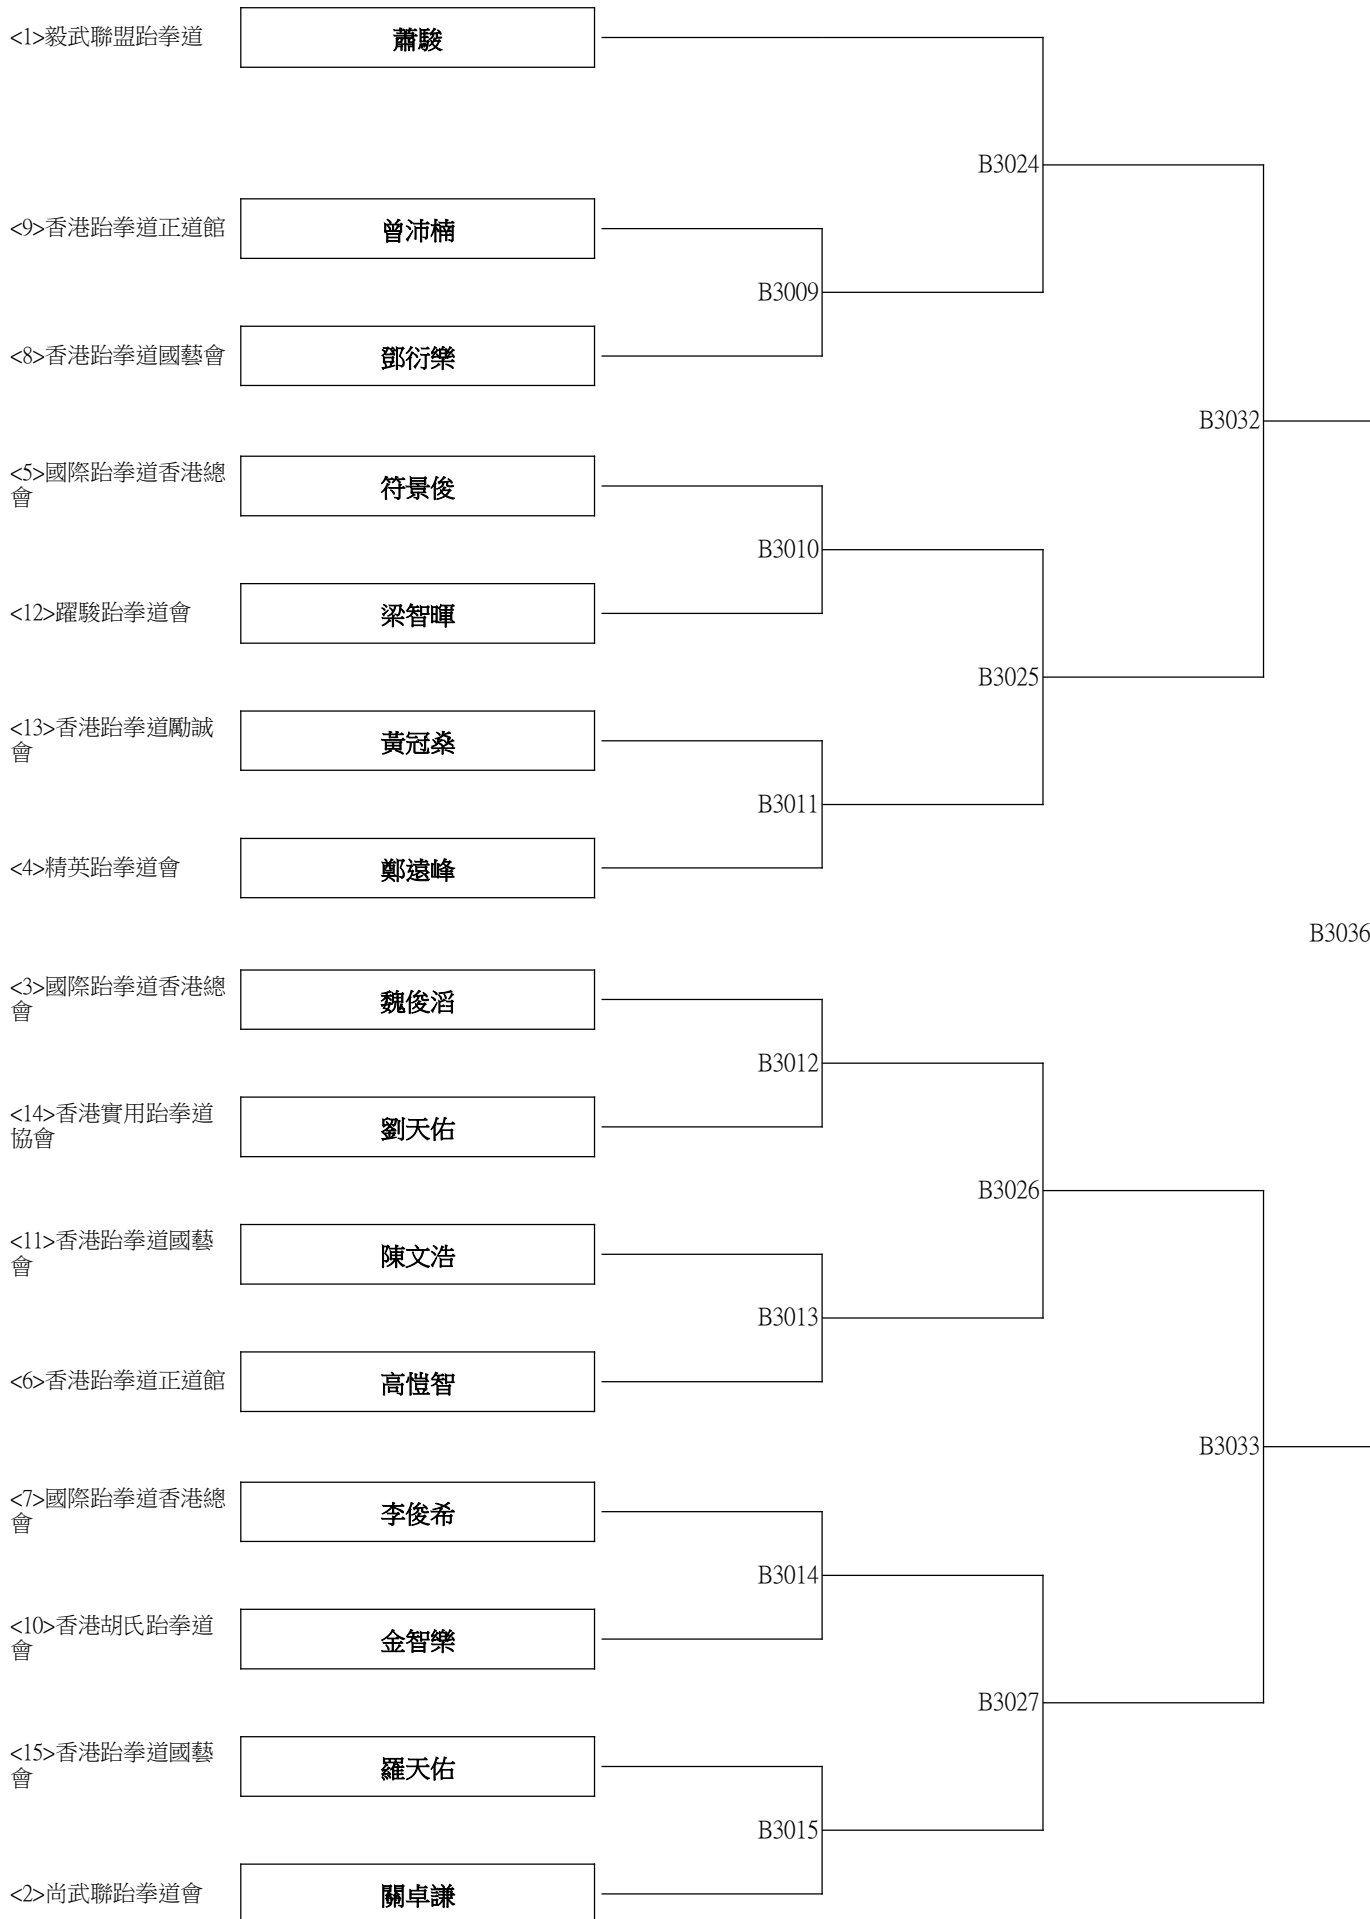 <1>毅武聯盟跆拳道
蕭駿
B3024
<9>香港跆拳道正道館
曾沛楠
B3009
<8>香港跆拳道國藝會
鄧衍樂
B3032
<5>國際跆拳道香港總
會
符景俊
B3010
<12>躍駿跆拳道會
梁智暉
B3025
<13>香港跆拳道勵誠
會
黃冠燊
B3011
<4>精英跆拳道會
鄭遠峰
B3036
<3>國際跆拳道香港總
會
魏俊滔
B3012
<14>香港實用跆拳道
協會
劉天佑
B3026
<11>香港跆拳道國藝
會
陳文浩
B3013
<6>香港跆拳道正道館
高愷智
B3033
<7>國際跆拳道香港總
會
李俊希
B3014
<10>香港胡氏跆拳道
會
金智樂
B3027
<15>香港跆拳道國藝
會
羅天佑
B3015
<2>尚武聯跆拳道會
關卓謙